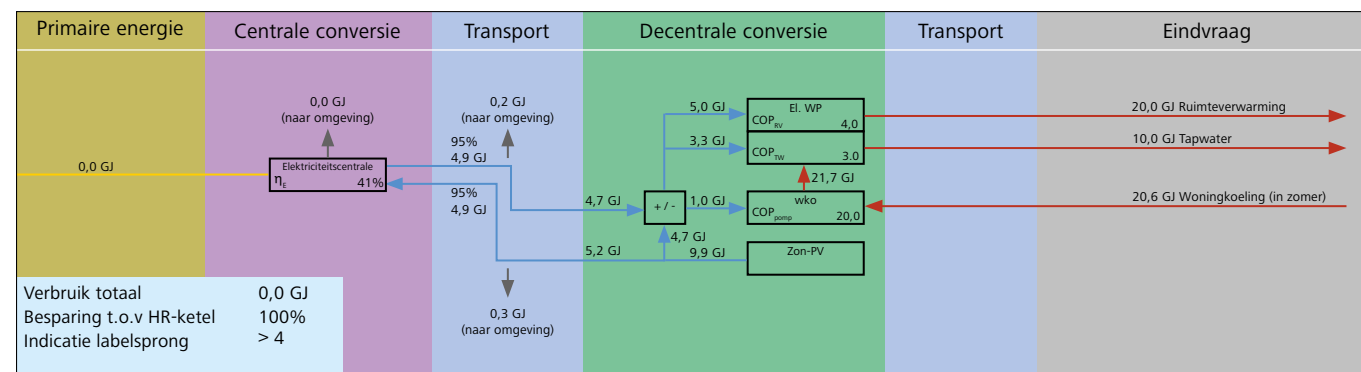 Primaire energie
Centrale conversie
Transport
Decentrale conversie
Transport
Eindvraag
0,0 GJ
0,0 GJ
(naar omgeving)
Elektriciteitscentrale
ηE 41%
0,2 GJ
(naar omgeving)
95%
4,9 GJ
95%
4,9 GJ
0,3 GJ
(naar omgeving)
4,7 GJ
5,2 GJ
5,0 GJ
3,3 GJ
+ / -
1,0 GJ
4,7 GJ
9,9 GJ
El. WP
COPRV 4,0
COPTW 3.0
21,7 GJ
wko
COPpomp 20,0
Zon-PV
20,0 GJ Ruimteverwarming
10,0 GJ Tapwater
20,6 GJ Woningkoeling (in zomer)
Verbruik totaal 0,0 GJ
Besparing t.o.v HR-ketel 100%
Indicatie labelsprong > 4